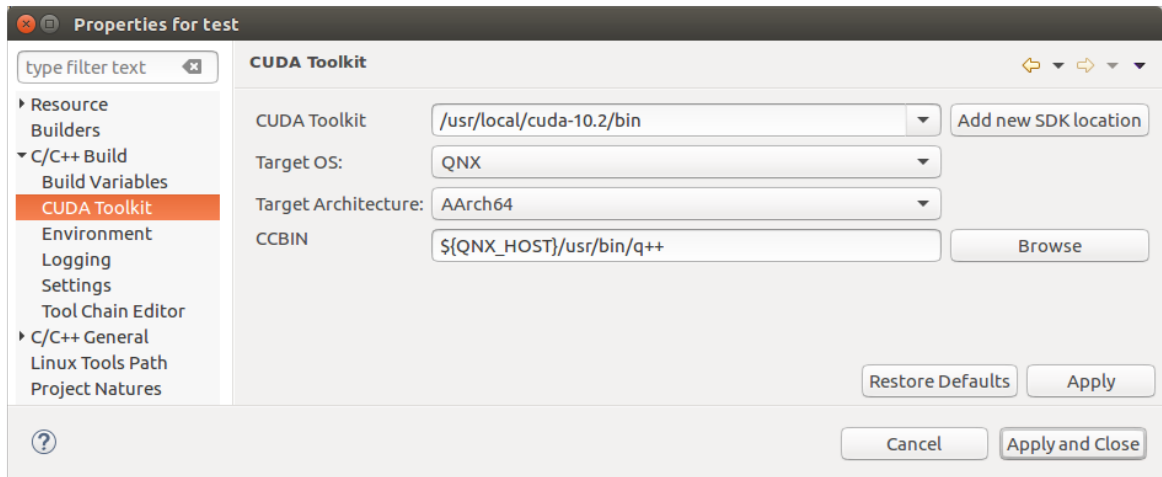 Properties for test
type filter text
Resource
Builders
C/C++ Build
Build Variables
CUDA Toolkit
Environment
Logging
Settings
Tool Chain Editor
C/C++ General
Linux Tools Path
Project Natures
CUDA Toolkit
CUDA Toolkit /usr/local/cuda-10.2/bin Add new SDK location
Target OS: QNX
Target Architecture: AArch64
CCBIN ${QNX_HOST}/usr/bin/q++ Browse
Restore Defaults Apply
Cancel Apply and Close